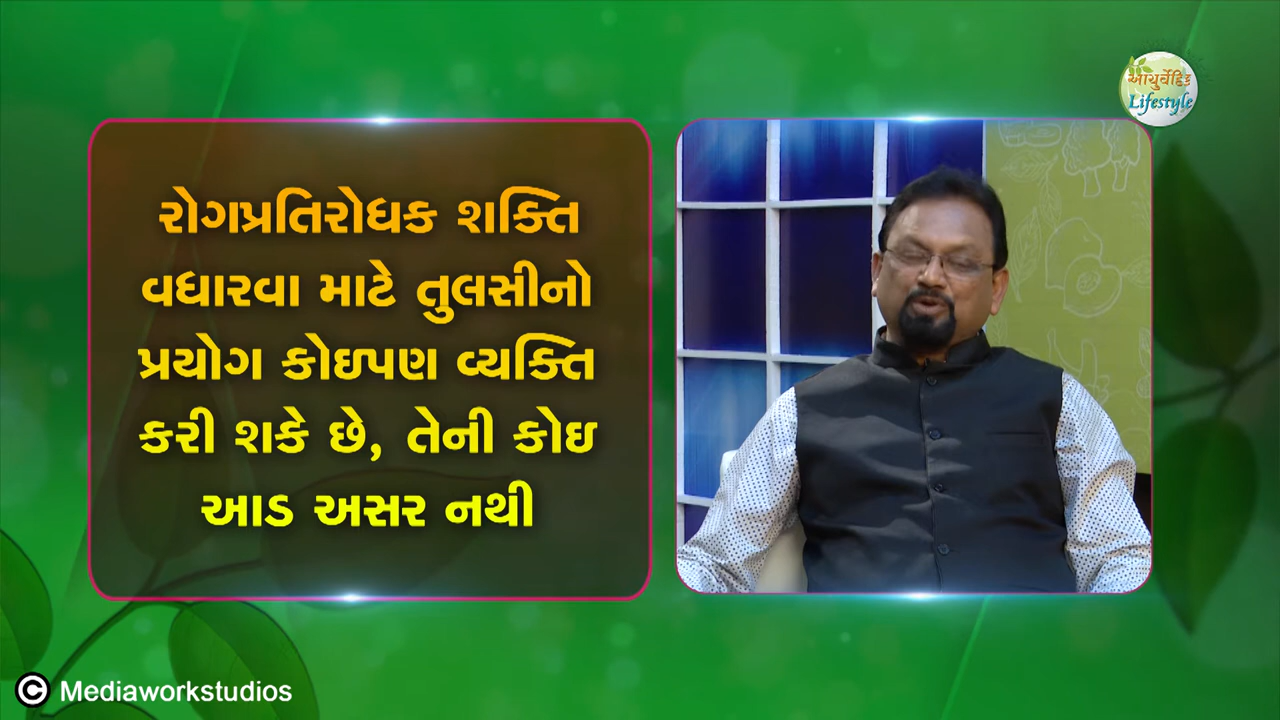 આયુર્વેદિક
Lifestyle
રોગપ્રતિરોધક શક્તિ
વધારવા માટે તુલસીનો
પ્રયોગ કોઇપણ વ્યક્તિ
કરી શકે છે, તેની કોઇ
આડ અસર નથી
© Mediaworkstudios